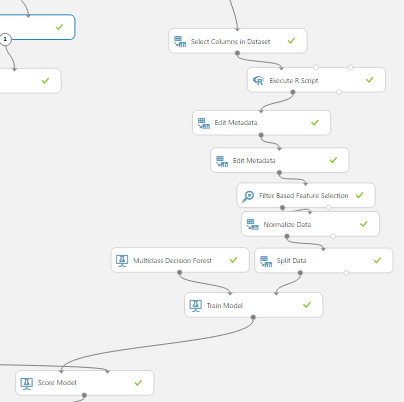 1
Select Columns in Dataset
Execute R Script
Edit Metadata
Edit Metadata
Filter Based Feature Selection
Normalize Data
Multiclass Decision Forest
Split Data
Train Model
Score Model